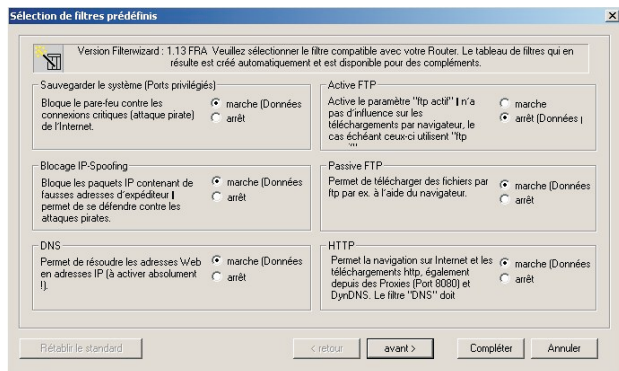 Sélection de filtres prédéfinis
Version Filterwizard : 1.13 FRA Veuillez sélectionner le filtre compatible avec votre Router. Le tableau de filtres qui en
résulte est créé automatiquement et est disponible pour des compléments.
Sauvegarder le système (Ports privilégiés)
Bloque le pare-feu contre les
connexions critiques (attaque pirate)
de l'Internet.
marche (Données
arrêt
Active FTP
Active le paramètre "ftp actif" | n'a
pas d'influence sur les
téléchargements par navigateur, le
cas échéant ceux-ci utilisent "ftp
marche
arrêt (Données
Blocage IP-Spoofing
Bloque les paquets IP contenant de
fausses adresses d'expéditeur |
permet de se défendre contre les
attaques pirates.
marche (Données
arrêt
Passive FTP
Permet de télécharger des fichiers par
ftp par ex. à l'aide du navigateur.
marche (Données
arrêt
DNS
Permet de résoudre les adresses Web
en adresses IP (à activer absolument
!).
marche (Données
arrêt
HTTP
Permet la navigation sur Internet et les
téléchargements http, également
depuis des Proxies (Port 8080) et
DynDNS. Le filtre "DNS" doit
marche (Données
arrêt
Rétablir le standard
< retour
avant >
Compléter
Annuler